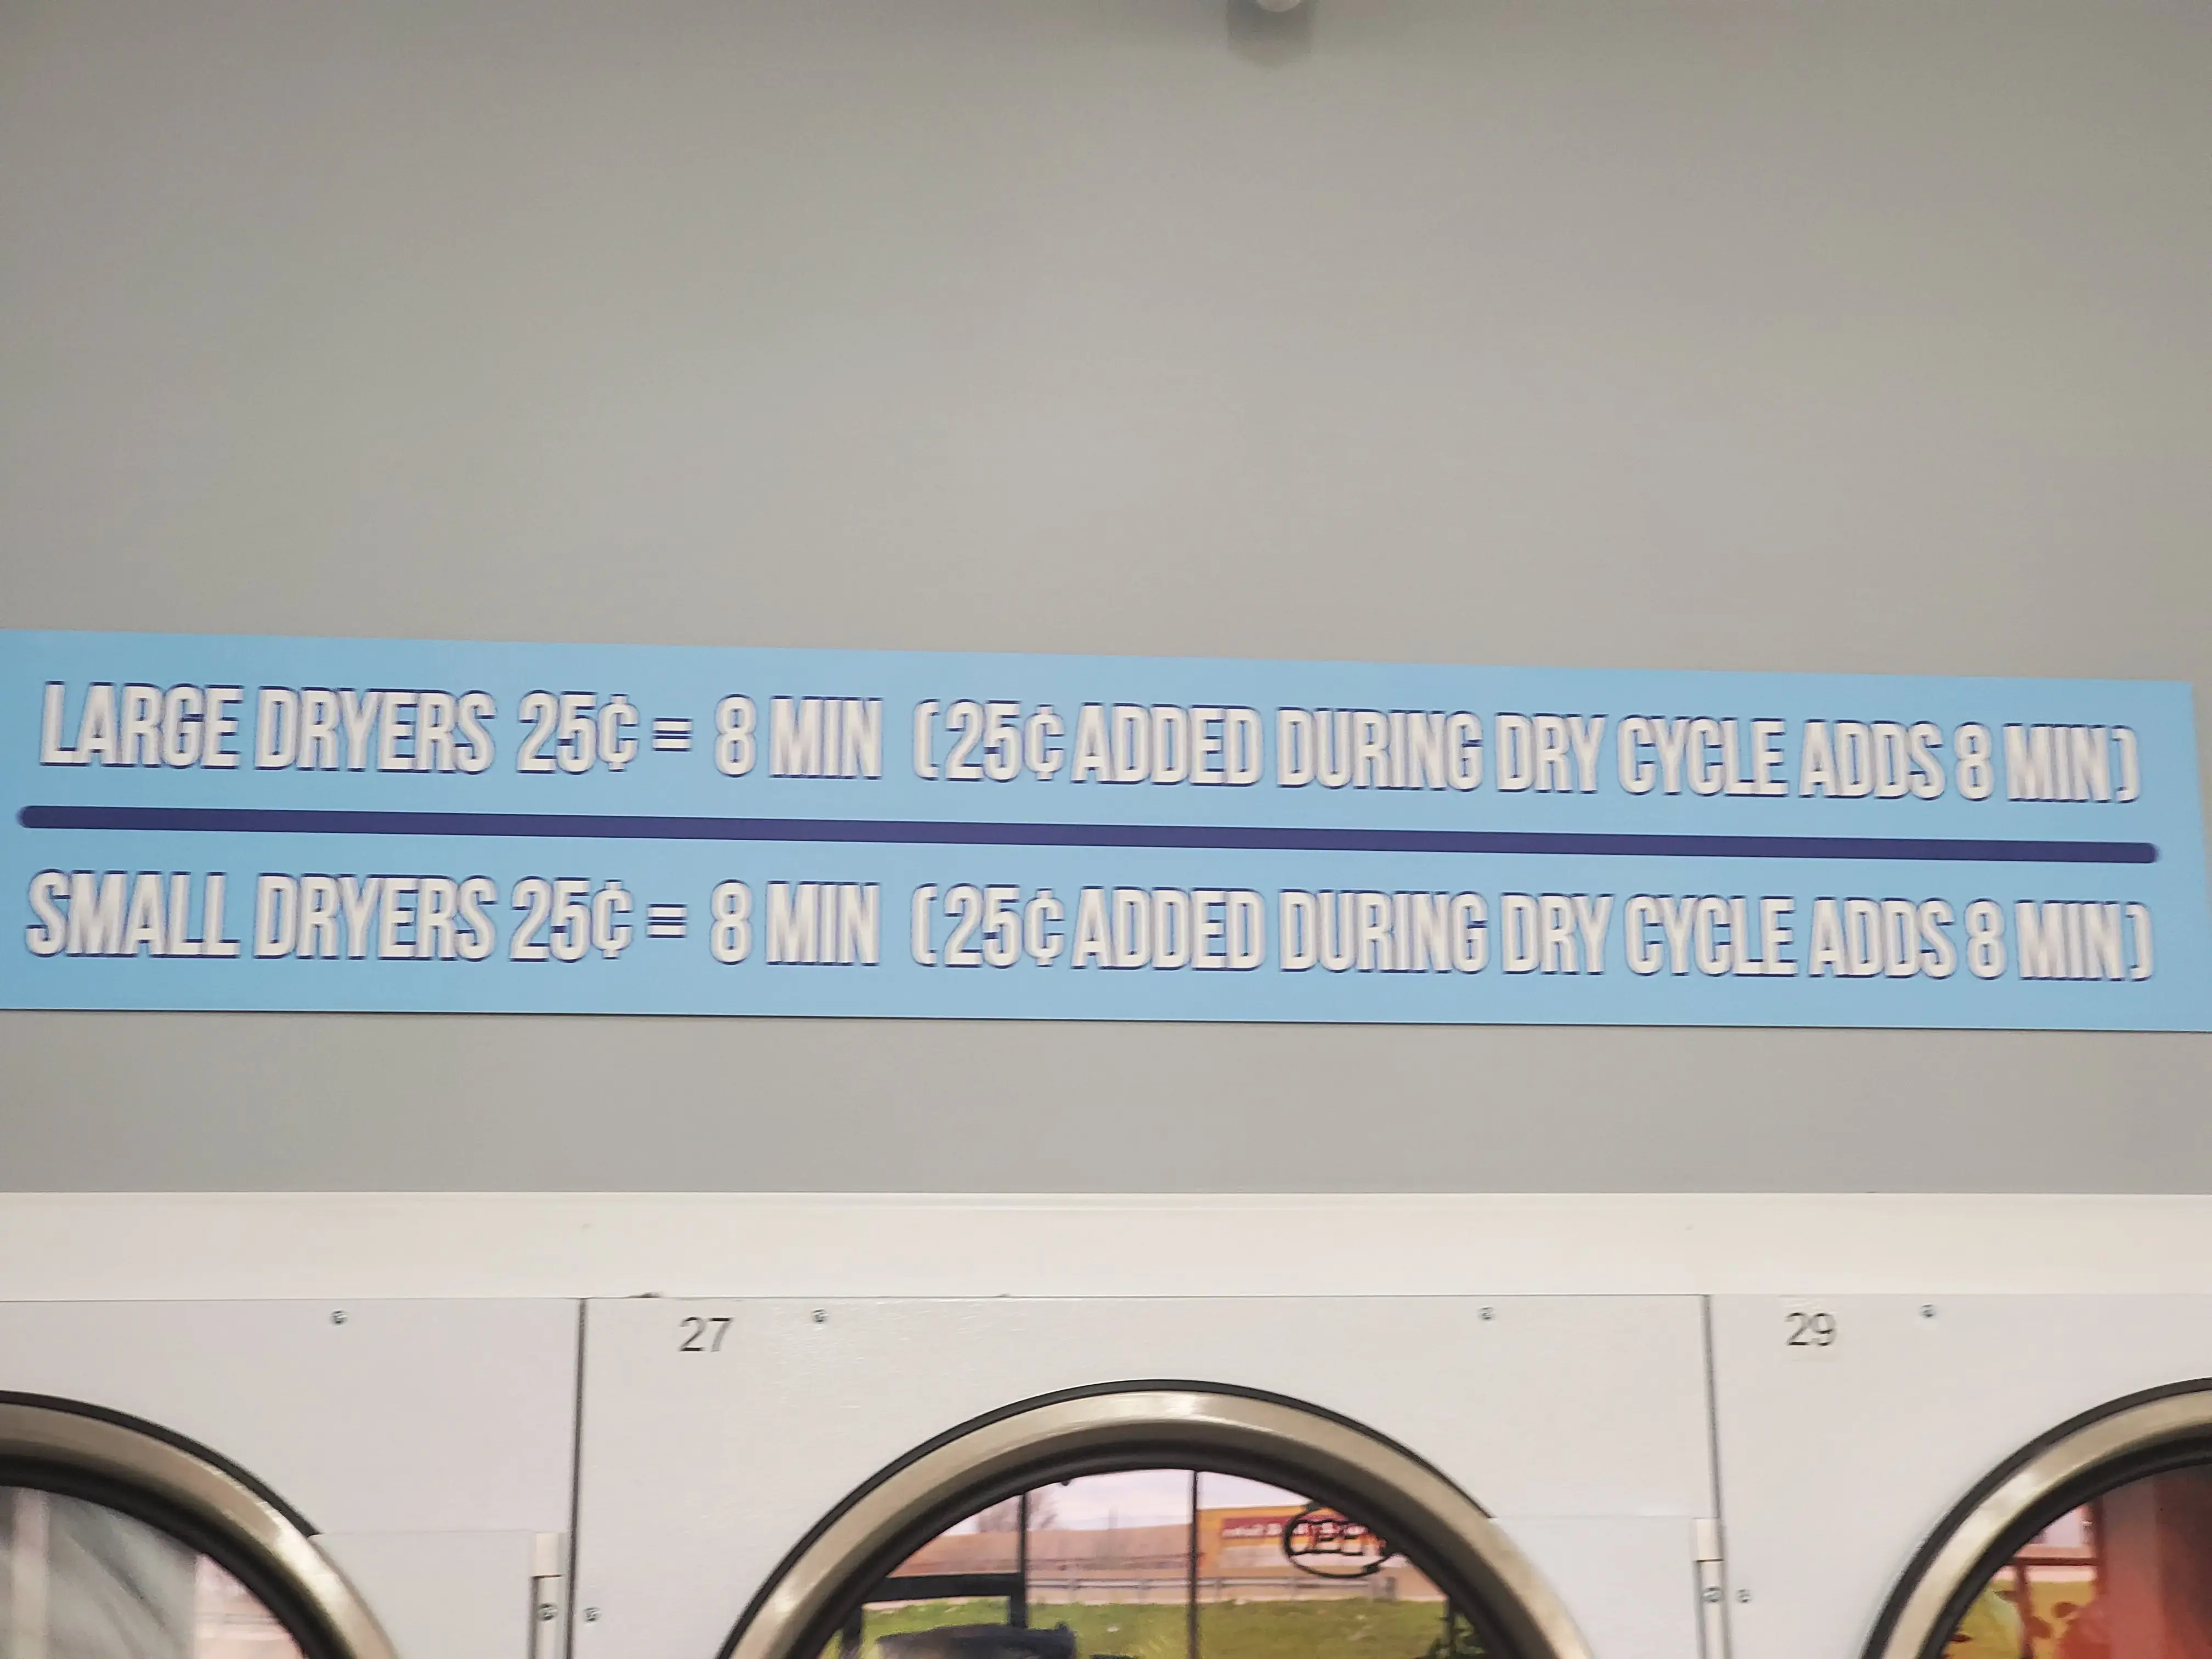 LARGE DRYERS 25¢ = 8 MIN (25¢ ADDED DURING DRY CYCLE ADDS 8 MIN)
SMALL DRYERS 25¢ = 8 MIN (25¢ ADDED DURING DRY CYCLE ADDS 8 MIN)
27
29